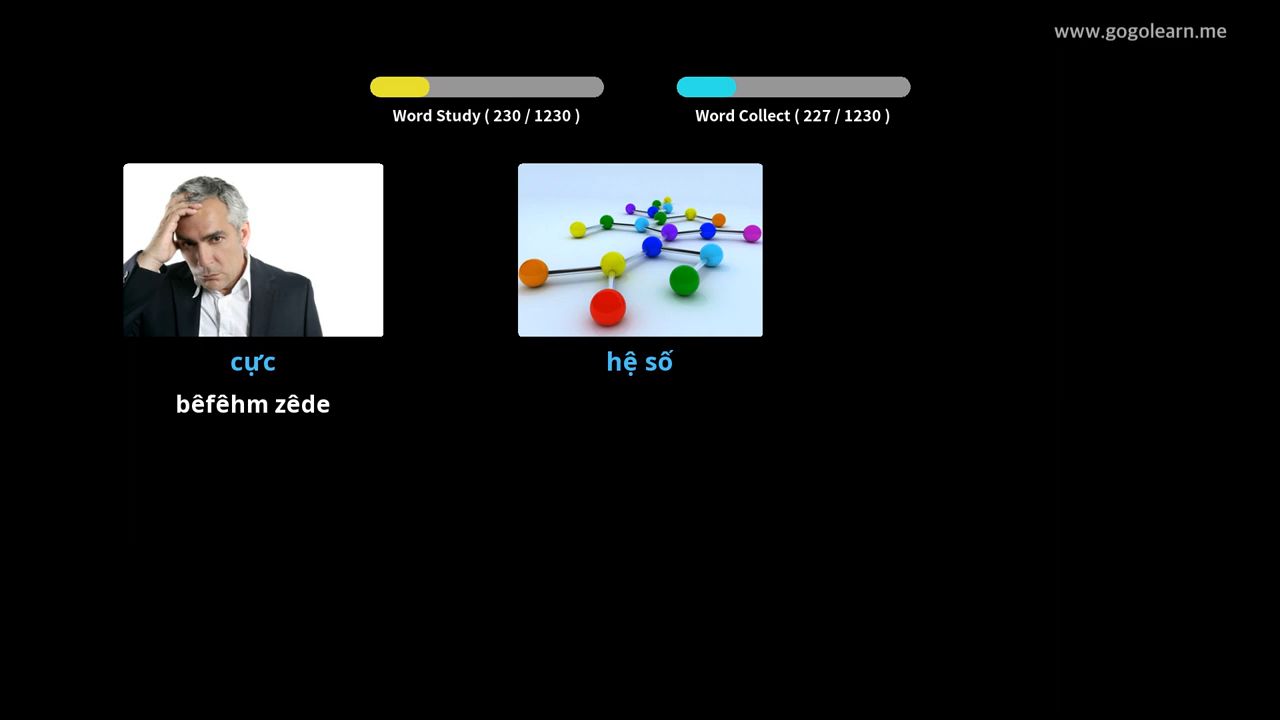 www.gogolearn.me
Word Study ( 230 / 1230 )
Word Collect ( 227 / 1230 )
cực
hệ số
bêfêhm zêde